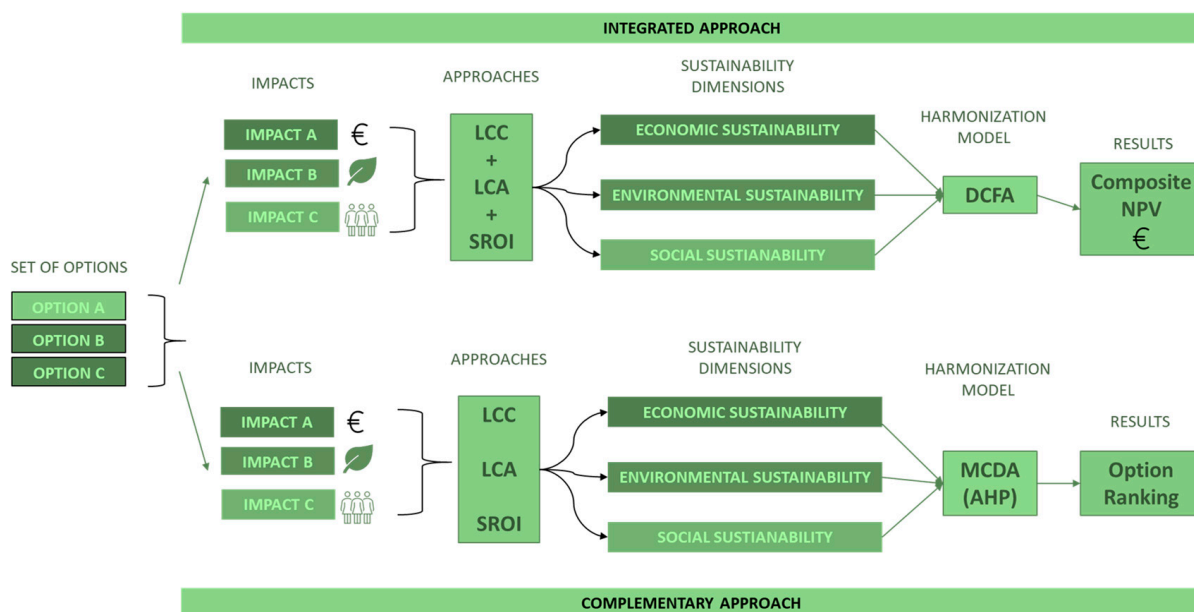 INTEGRATED APPROACH
IMPACTS
APPROACHES
SUSTAINABILITY
DIMENSIONS
HARMONIZATION
MODEL
RESULTS
IMPACT A €
IMPACT B
IMPACT C
LCC
+
LCA
+
SROI
ECONOMIC SUSTAINABILITY
ENVIRONMENTAL SUSTAINABILITY
SOCIAL SUSTIANABILITY
DCFA
Composite
NPV
€
SET OF OPTIONS
OPTION A
OPTION B
OPTION C
IMPACTS
APPROACHES
SUSTAINABILITY
DIMENSIONS
HARMONIZATION
MODEL
RESULTS
IMPACT A €
IMPACT B
IMPACT C
LCC
LCA
SROI
ECONOMIC SUSTAINABILITY
ENVIRONMENTAL SUSTAINABILITY
SOCIAL SUSTIANABILITY
MCDA
(AHP)
Option
Ranking
COMPLEMENTARY APPROACH